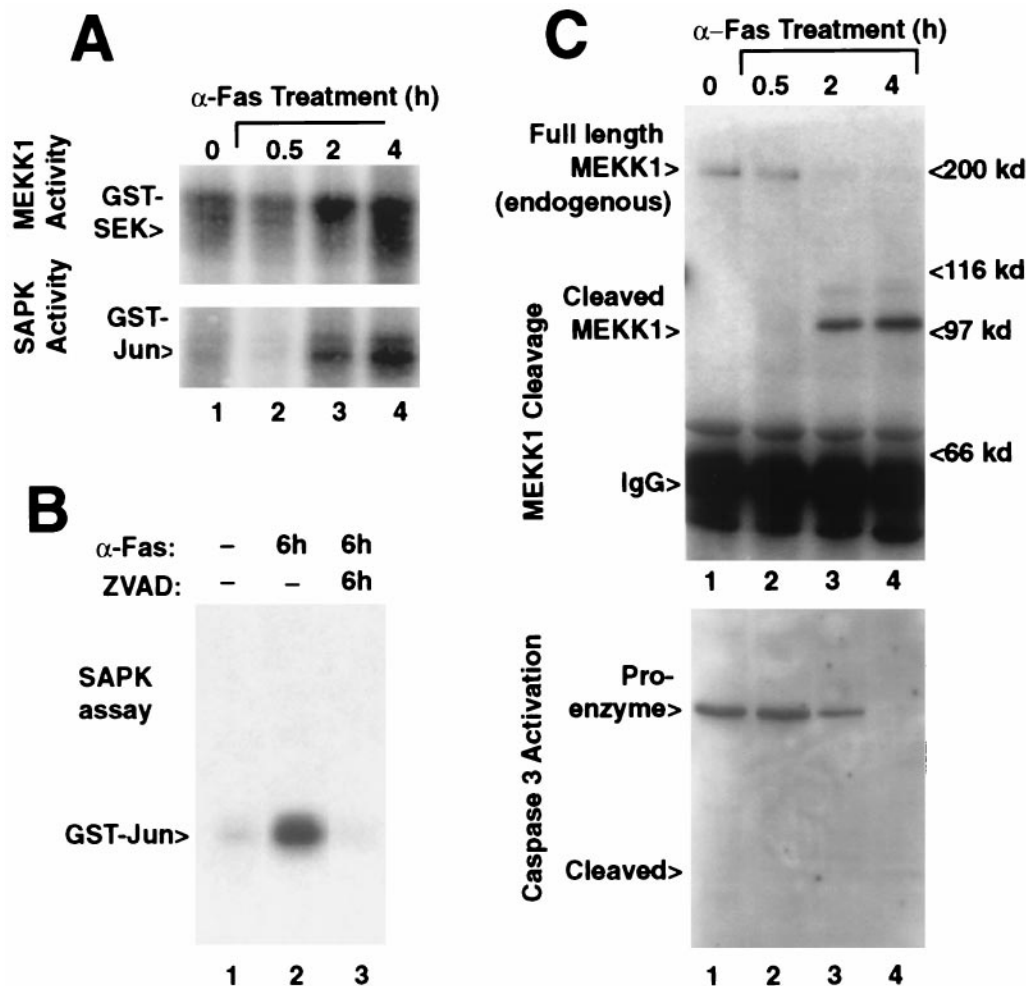 A
α-Fas Treatment (h)
0 0.5 2 4
MEKK1
Activity
GST-
SEK>
SAPK
Activity
GST-
Jun>
1 2 3 4
B
α-Fas: – 6h 6h
ZVAD: – – 6h
SAPK
assay
GST-Jun>
1 2 3
C
α–Fas Treatment (h)
0 0.5 2 4
MEKK1 Cleavage
Full length
MEKK1>
(endogenous)
<200 kd
<116 kd
Cleaved
MEKK1>
<97 kd
<66 kd
IgG>
1 2 3 4
Caspase 3 Activation
Pro-
enzyme>
Cleaved>
1 2 3 4